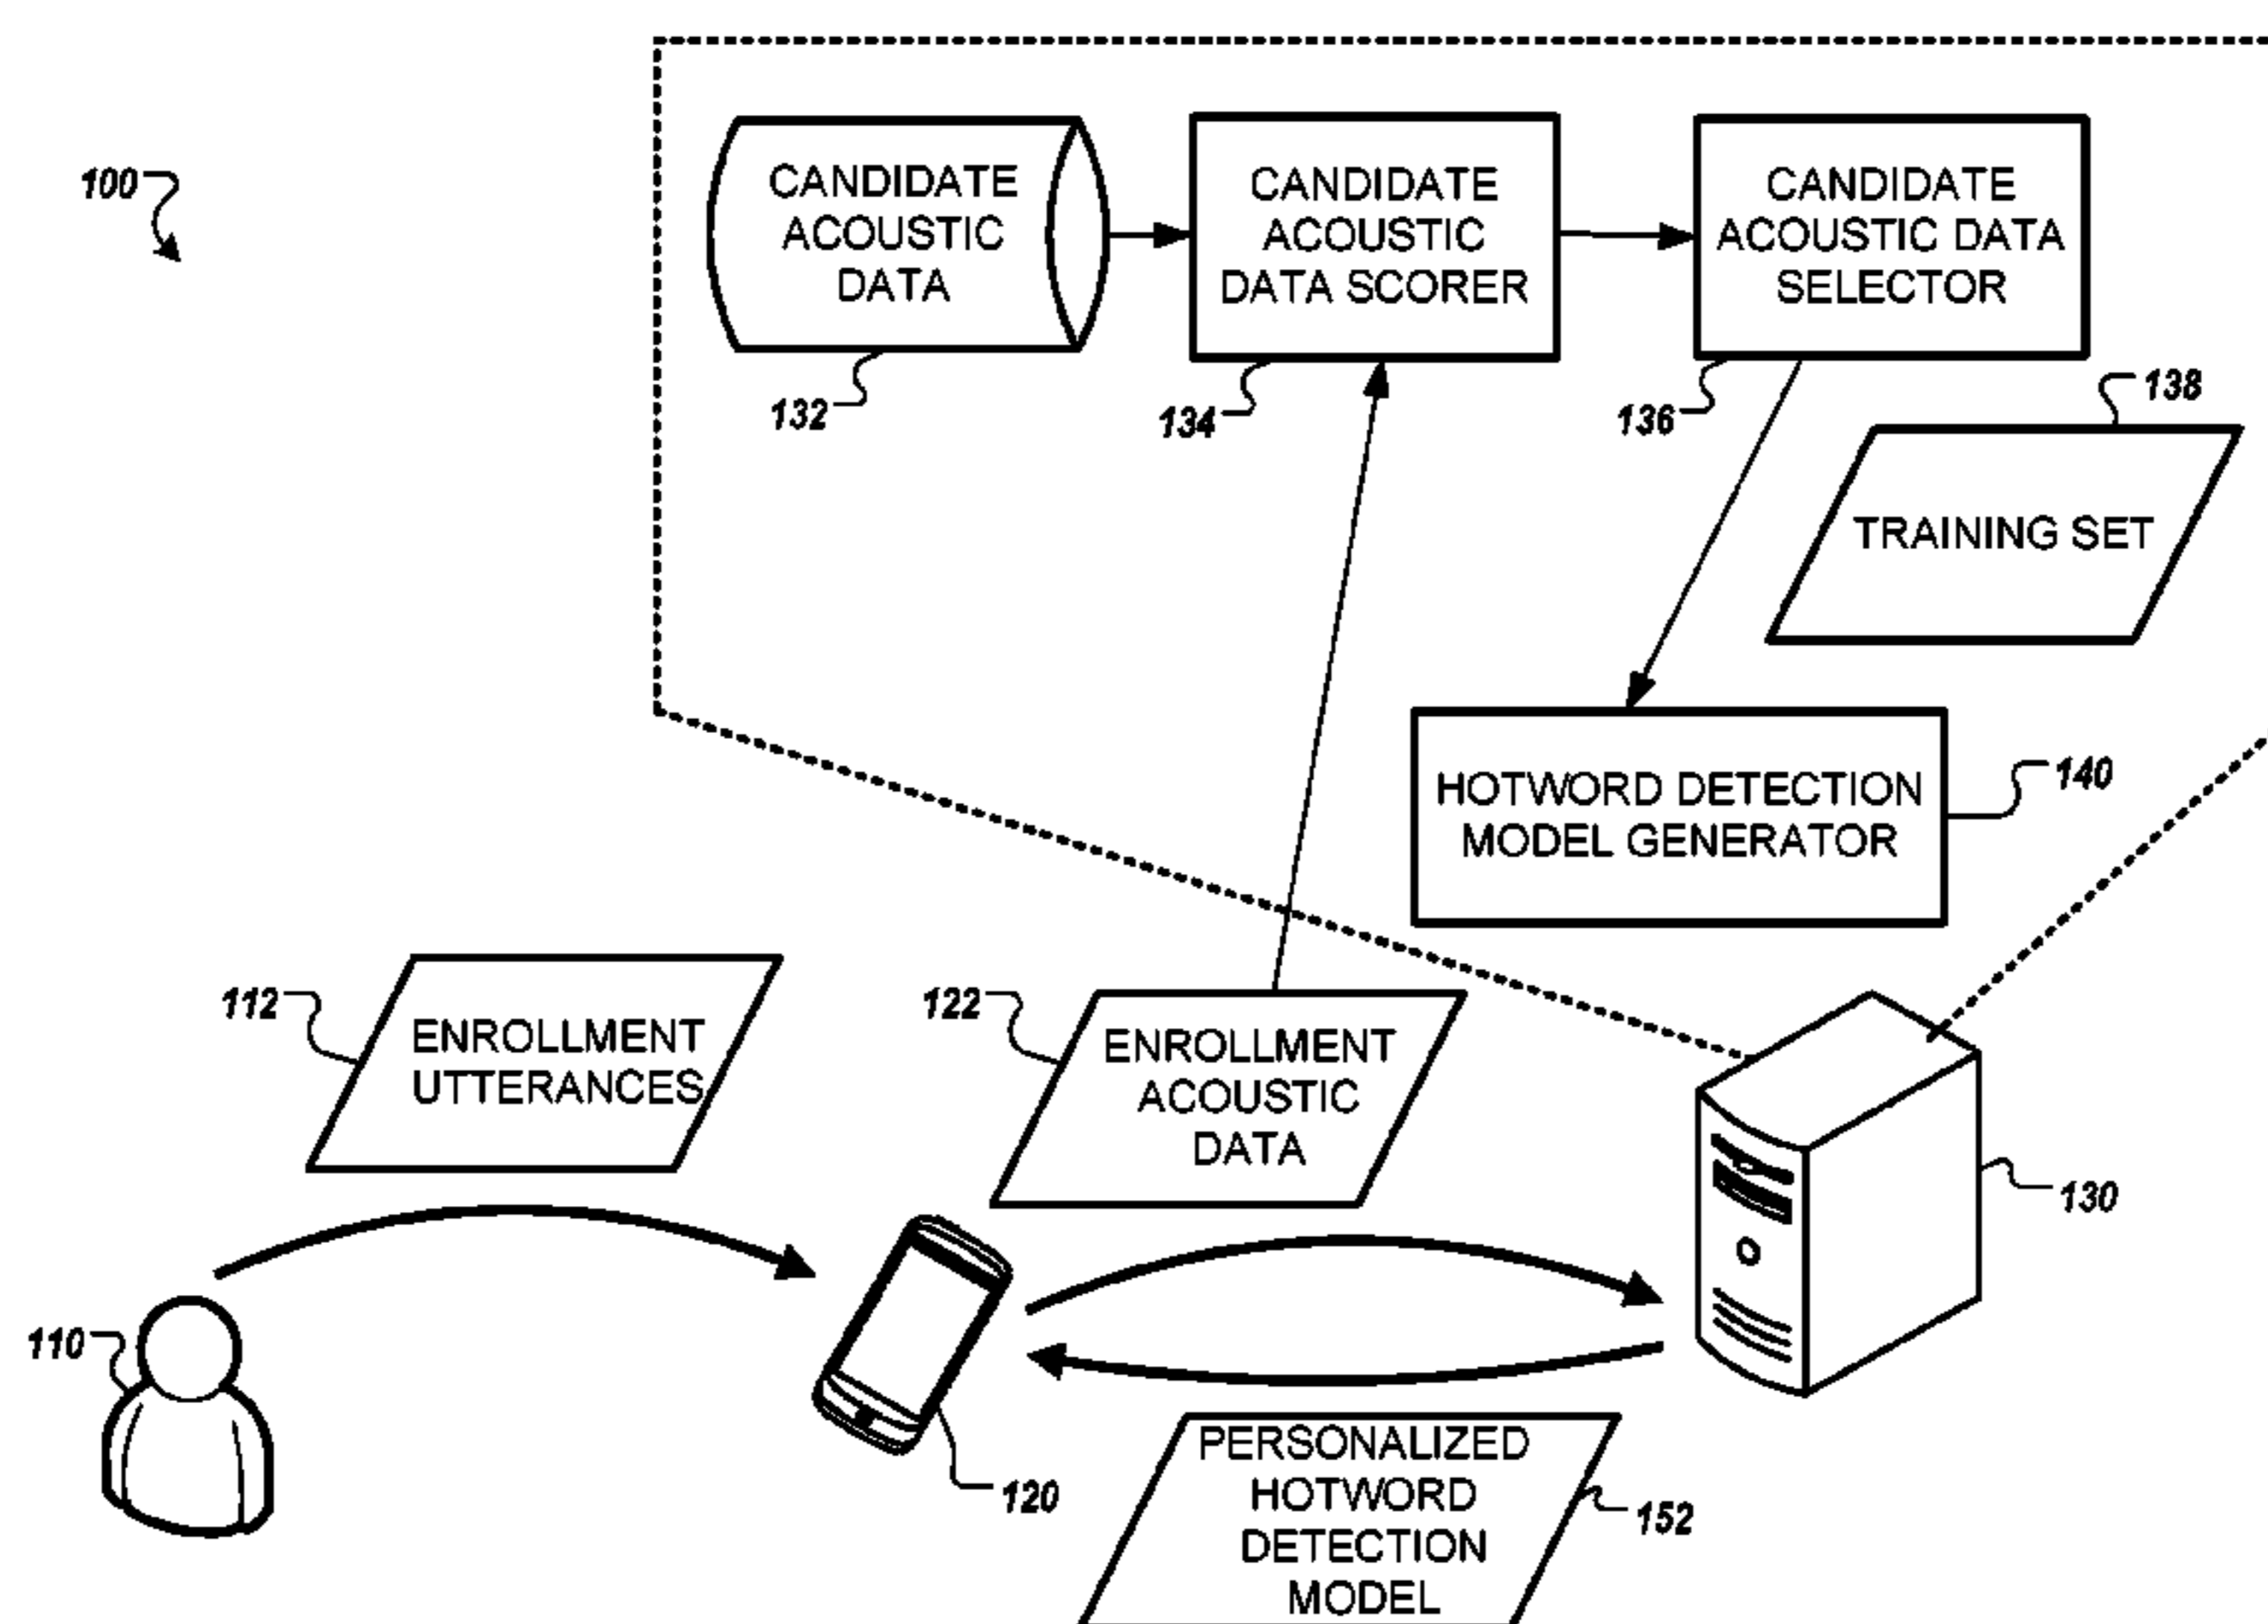 100
CANDIDATE
ACOUSTIC
DATA
132
CANDIDATE
ACOUSTIC
DATA SCORER
134
CANDIDATE
ACOUSTIC DATA
SELECTOR
136
138
TRAINING SET
HOTWORD DETECTION
MODEL GENERATOR
140
112
ENROLLMENT
UTTERANCES
122
ENROLLMENT
ACOUSTIC
DATA
130
110
120
PERSONALIZED
HOTWORD
DETECTION
MODEL
152